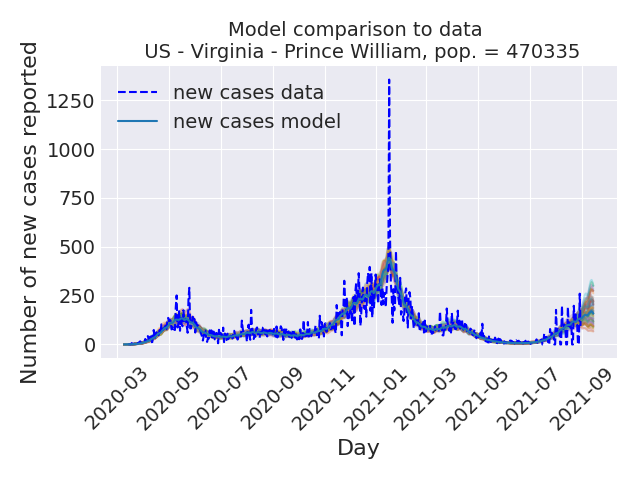 Model comparison to data
US - Virginia - Prince William, pop. = 470335
Number of new cases reported
1250
1000
750
500
250
0
new cases data
new cases model
2020-03
2020-05
2020-07
2020-09
2020-11
2021-01
2021-03
2021-05
2021-07
2021-09
Day